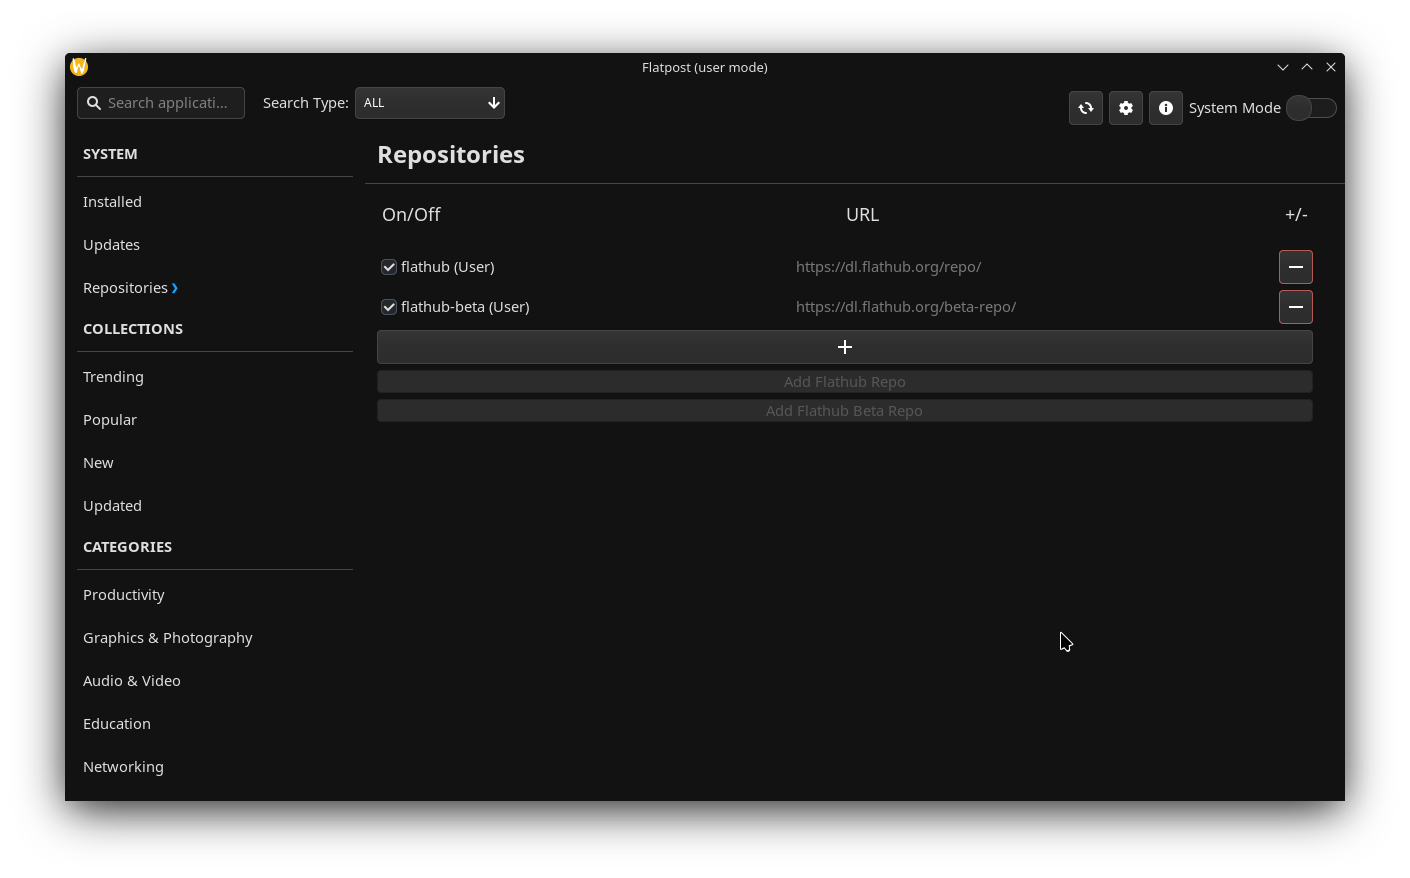 Flatpost (user mode)
Search applicati...
Search Type:
ALL
System Mode
SYSTEM
Installed
Updates
Repositories
COLLECTIONS
Trending
Popular
New
Updated
CATEGORIES
Productivity
Graphics & Photography
Audio & Video
Education
Networking
Repositories
On/Off URL +/-
flathub (User) https://dl.flathub.org/repo/
flathub-beta (User) https://dl.flathub.org/beta-repo/
Add Flathub Repo
Add Flathub Beta Repo